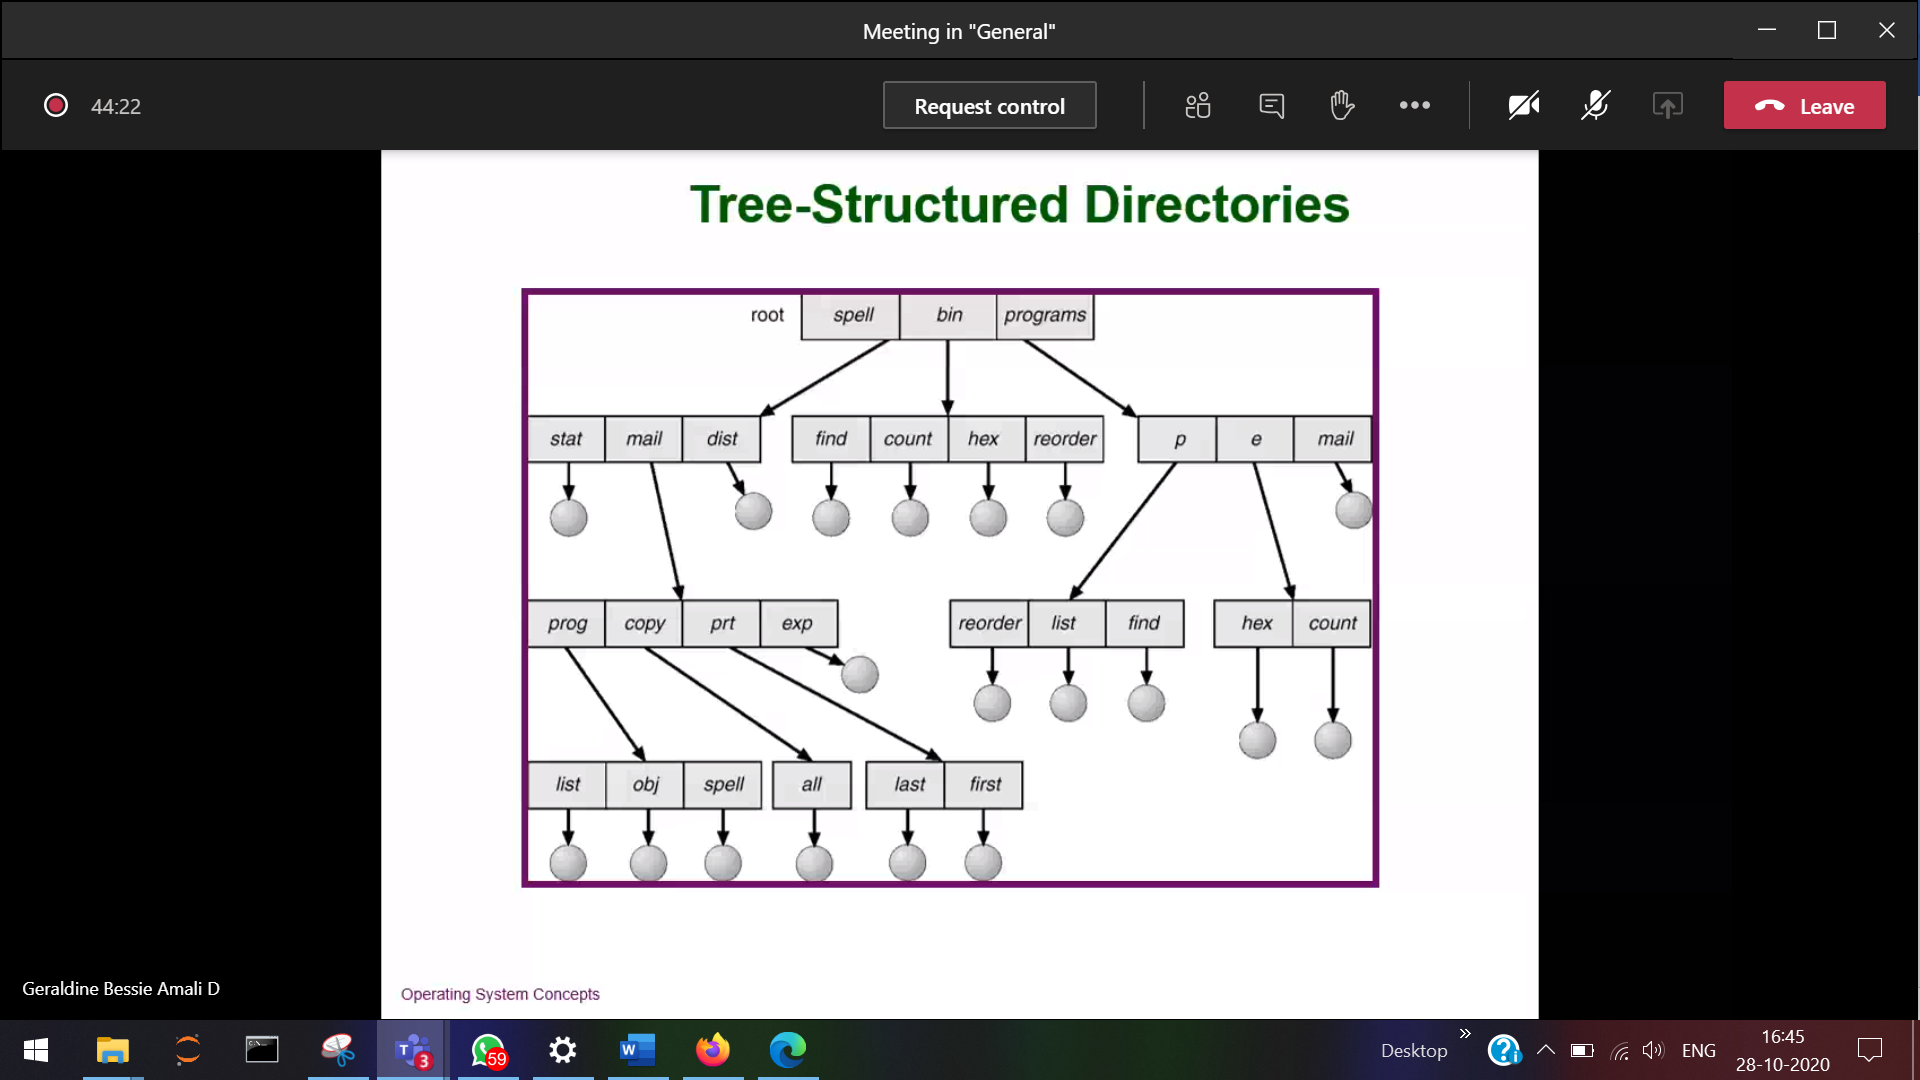 Meeting in "General"
44:22
Request control
Leave
Tree-Structured Directories
root spell bin programs
stat mail dist find count hex reorder p e mail
prog copy prt exp reorder list find hex count
list obj spell all last first
Geraldine Bessie Amali D
Operating System Concepts
T 3
59
W
Desktop
ENG
16:45
28-10-2020